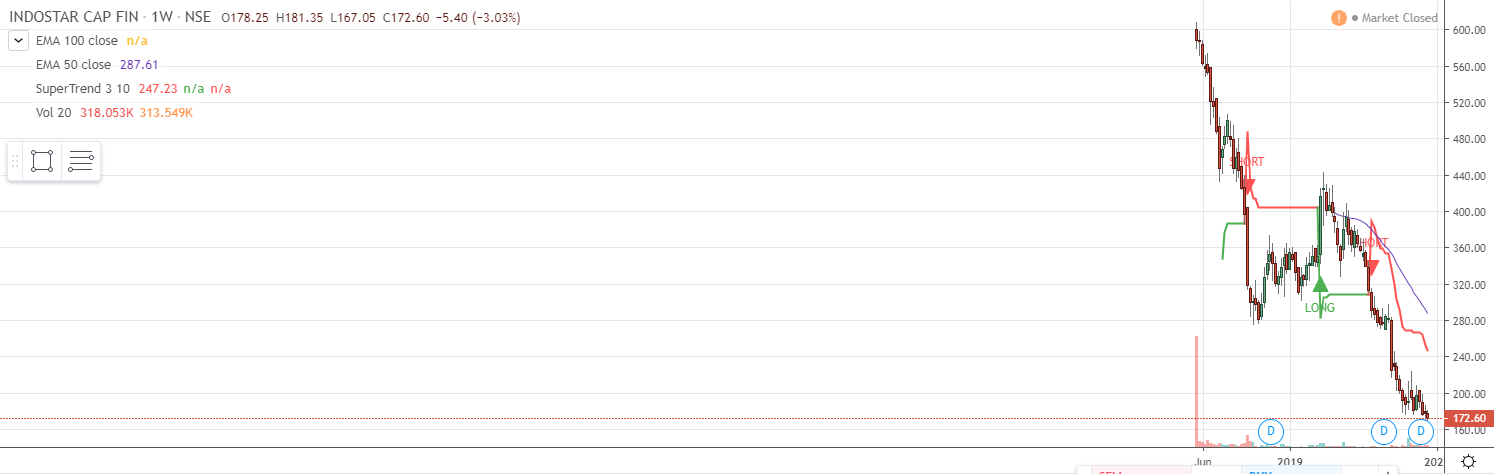 INDOSTAR CAP FIN · 1W · NSE O178.25 H181.35 L167.05 C172.60 −5.40 (−3.03%)
! Market Closed
EMA 100 close n/a
EMA 50 close 287.61
SuperTrend 3 10 247.23 n/a n/a
Vol 20 318.053K 313.549K
600.00
560.00
520.00
480.00
SHORT
440.00
400.00
360.00
320.00
LONG
280.00
240.00
200.00
172.60
160.00
D D D
Jun 2019 202